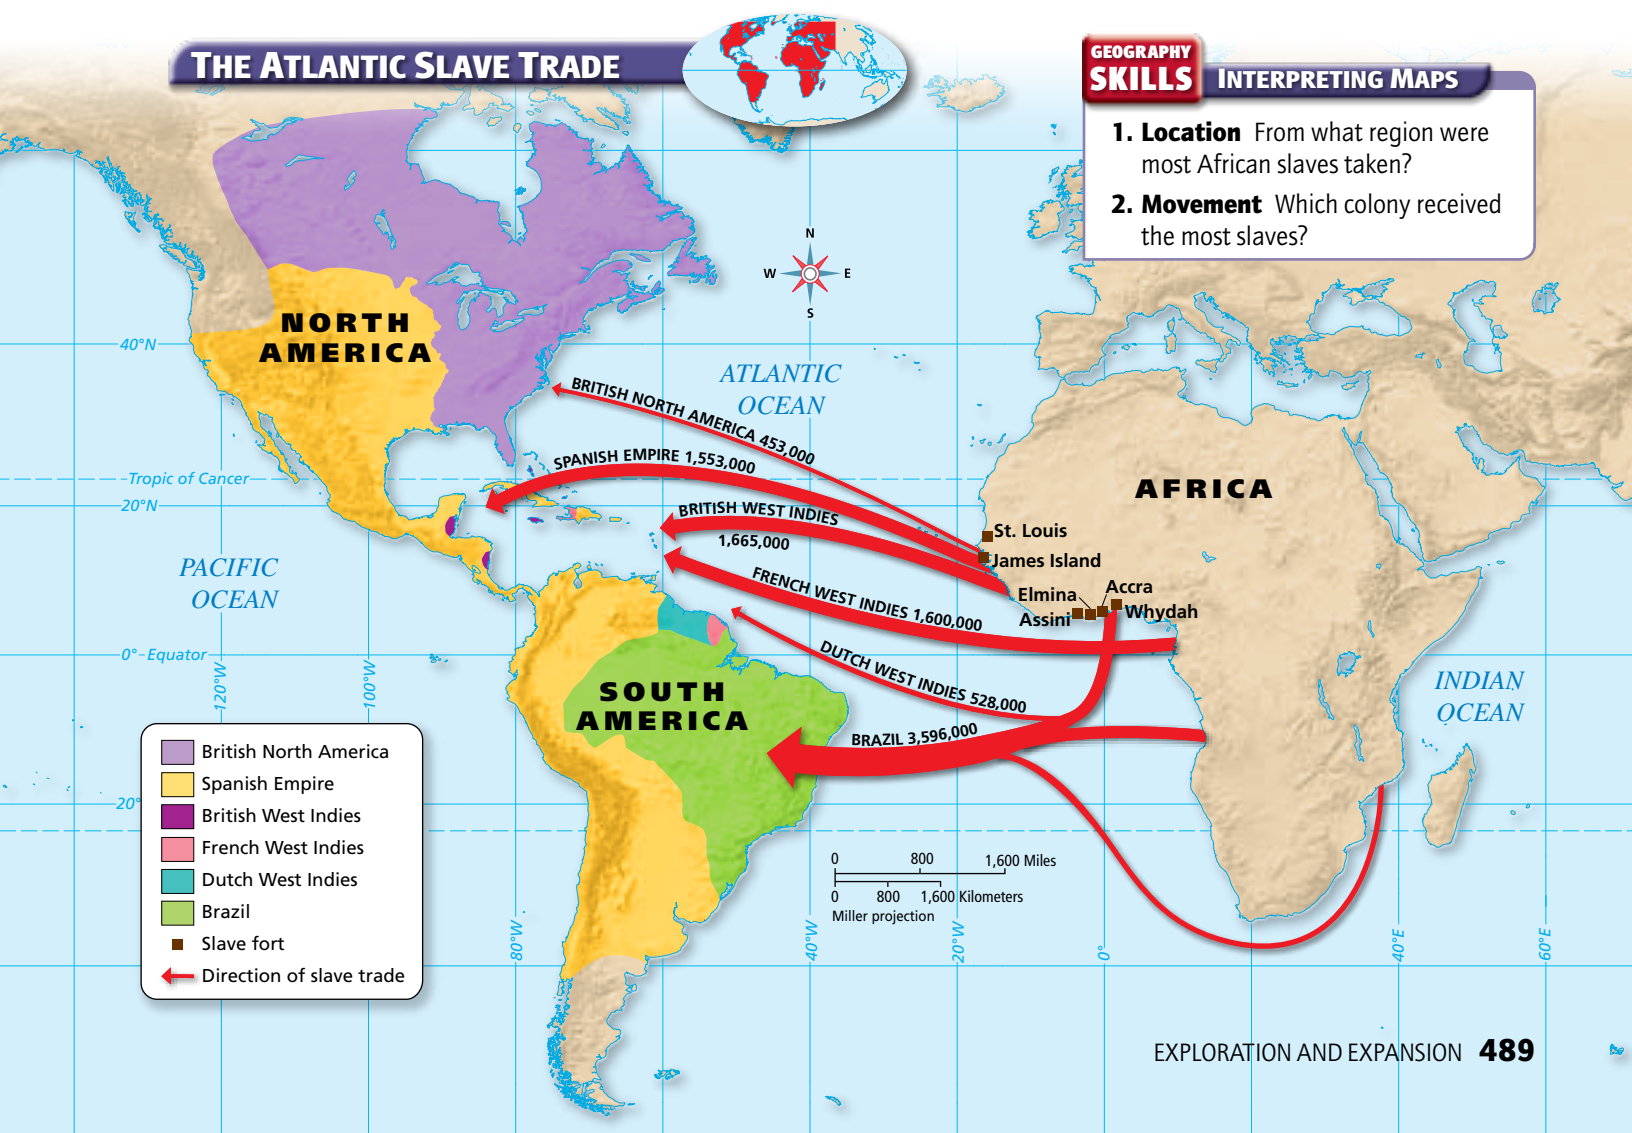 THE ATLANTIC SLAVE TRADE
GEOGRAPHY
SKILLS
INTERPRETING MAPS
1. Location From what region were
most African slaves taken?
2. Movement Which colony received
the most slaves?
N
W
E
S
NORTH
AMERICA
40°N
ATLANTIC
OCEAN
BRITISH NORTH AMERICA 453,000
SPANISH EMPIRE 1,553,000
Tropic of Cancer
20°N
AFRICA
BRITISH WEST INDIES
1,665,000
St. Louis
James Island
PACIFIC
OCEAN
FRENCH WEST INDIES 1,600,000
Elmina
Accra
Assini
Whydah
0° Equator
120°W
100°W
DUTCH WEST INDIES 528,000
SOUTH
AMERICA
INDIAN
OCEAN
BRAZIL 3,596,000
British North America
Spanish Empire
British West Indies
French West Indies
Dutch West Indies
Brazil
Slave fort
Direction of slave trade
20°
0
800
1,600 Miles
0
800
1,600 Kilometers
Miller projection
80°W
40°W
20°W
0°
40°E
60°E
EXPLORATION AND EXPANSION 489